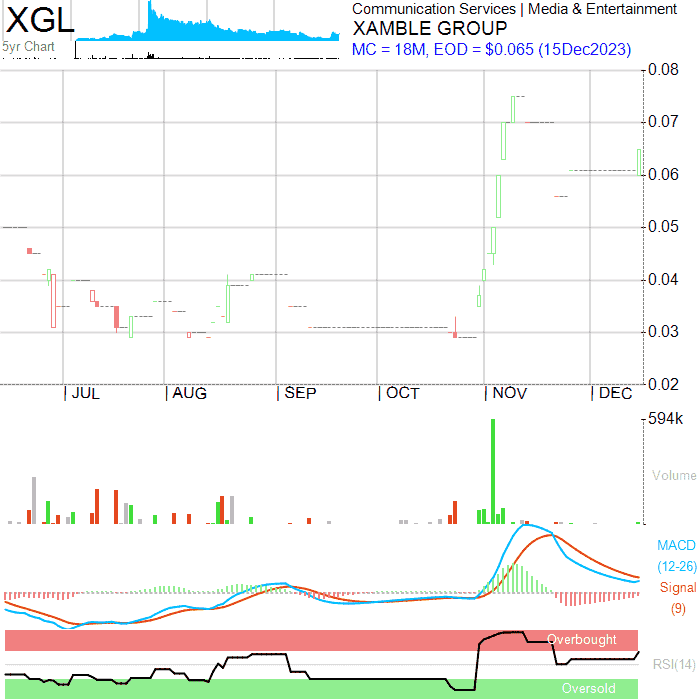 XGL
5yr Chart
Communication Services | Media & Entertainment
XAMBLE GROUP
MC = 18M, EOD = $0.065 (15Dec2023)
0.08
0.07
0.06
0.05
0.04
0.03
0.02
| JUL | AUG | SEP | OCT | NOV | DEC
594k
Volume
MACD
(12-26)
Signal
(9)
Overbought
RSI(14)
Oversold